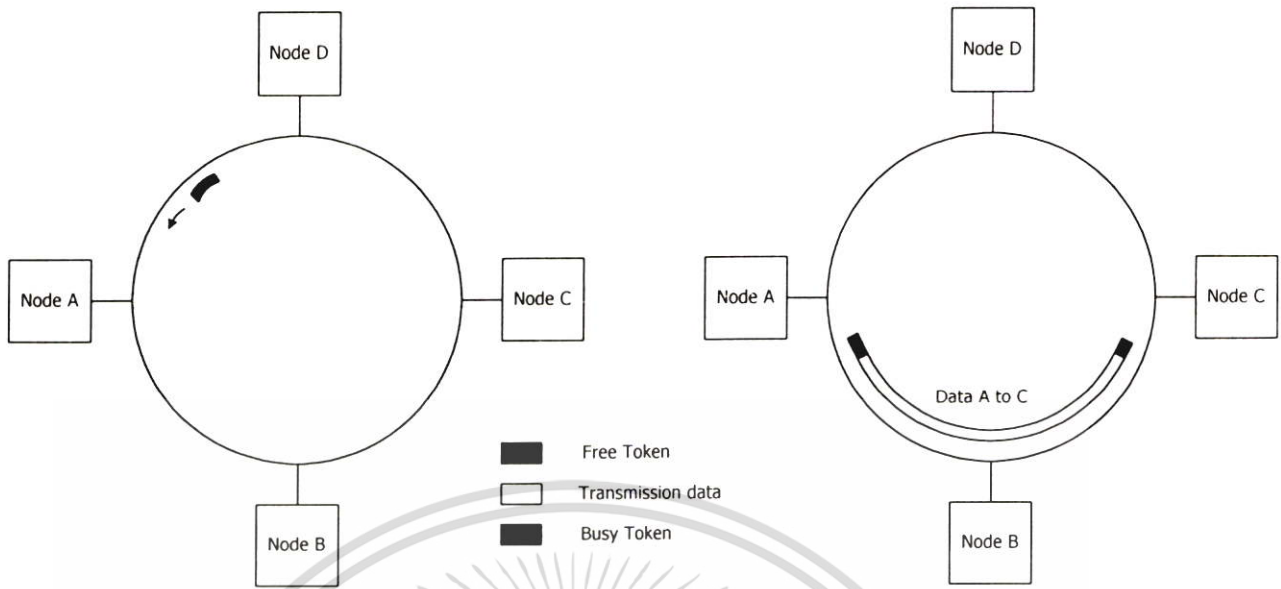 Node D
Node A
Node C
Node B
Node D
Node A
Node C
Data A to C
Node B
Free Token
Transmission data
Busy Token